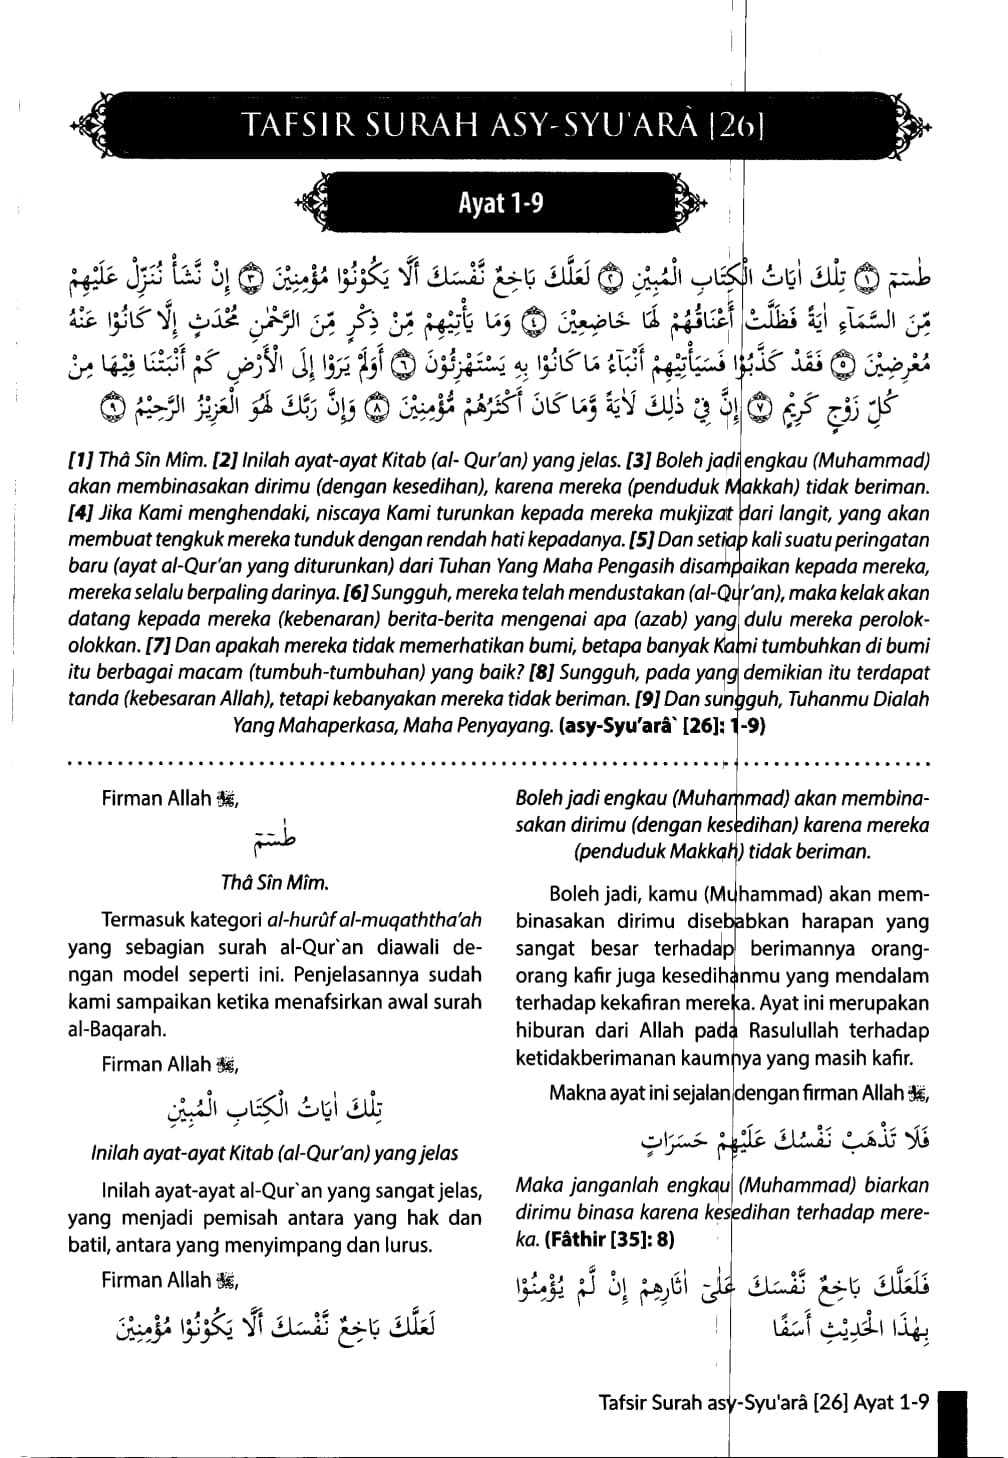 TAFSIR SURAH ASY-SYU'ARÂ [26]
Ayat 1-9
طٰسۤمّۤ ﴿١﴾ تِلْكَ اٰيَاتُ الْكِتَابِ الْمُبِيْنِ ﴿٢﴾ لَعَلَّكَ بَاخِعٌ نَّفْسَكَ أَلَّا يَكُوْنُوْا مُؤْمِنِيْنَ ﴿٣﴾ إِنْ نَّشَأْ نُنَزِّلْ عَلَيْهِمْ
مِّنَ السَّمَاۤءِ اٰيَةً فَظَلَّتْ أَعْنَاقُهُمْ لَهَا خَاضِعِيْنَ ﴿٤﴾ وَمَا يَأْتِيْهِمْ مِّنْ ذِكْرٍ مِّنَ الرَّحْمٰنِ مُحْدَثٍ إِلَّا كَانُوْا عَنْهُ
مُعْرِضِيْنَ ﴿٥﴾ فَقَدْ كَذَّبُوْا فَسَيَأْتِيْهِمْ أَنْبَاۤءُ مَا كَانُوْا بِهٖ يَسْتَهْزِئُوْنَ ﴿٦﴾ أَوَلَمْ يَرَوْا إِلَى الْأَرْضِ كَمْ أَنْبَتْنَا فِيْهَا مِنْ
كُلِّ زَوْجٍ كَرِيْمٍ ﴿٧﴾ إِنَّ فِيْ ذٰلِكَ لَاٰيَةً وَّمَا كَانَ أَكْثَرُهُمْ مُّؤْمِنِيْنَ ﴿٨﴾ وَإِنَّ رَبَّكَ لَهُوَ الْعَزِيْزُ الرَّحِيْمُ ﴿٩﴾
[1] Thâ Sîn Mîm. [2] Inilah ayat-ayat Kitab (al- Qur'an) yang jelas. [3] Boleh jadi engkau (Muhammad)
akan membinasakan dirimu (dengan kesedihan), karena mereka (penduduk Makkah) tidak beriman.
[4] Jika Kami menghendaki, niscaya Kami turunkan kepada mereka mukjizat dari langit, yang akan
membuat tengkuk mereka tunduk dengan rendah hati kepadanya. [5] Dan setiap kali suatu peringatan
baru (ayat al-Qur'an yang diturunkan) dari Tuhan Yang Maha Pengasih disampaikan kepada mereka,
mereka selalu berpaling darinya. [6] Sungguh, mereka telah mendustakan (al-Qur'an), maka kelak akan
datang kepada mereka (kebenaran) berita-berita mengenai apa (azab) yang dulu mereka perolok-
olokkan. [7] Dan apakah mereka tidak memerhatikan bumi, betapa banyak Kami tumbuhkan di bumi
itu berbagai macam (tumbuh-tumbuhan) yang baik? [8] Sungguh, pada yang demikian itu terdapat
tanda (kebesaran Allah), tetapi kebanyakan mereka tidak beriman. [9] Dan sungguh, Tuhanmu Dialah
Yang Mahaperkasa, Maha Penyayang. (asy-Syu'arâ` [26]: 1-9)
Firman Allah ﷻ,
طٰسۤمّۤ
Thâ Sîn Mîm.
Termasuk kategori al-hurûf al-muqaththa'ah
yang sebagian surah al-Qur`an diawali de-
ngan model seperti ini. Penjelasannya sudah
kami sampaikan ketika menafsirkan awal surah
al-Baqarah.
Firman Allah ﷻ,
تِلْكَ اٰيَاتُ الْكِتَابِ الْمُبِيْنِ
Inilah ayat-ayat Kitab (al-Qur'an) yang jelas
Inilah ayat-ayat al-Qur`an yang sangat jelas,
yang menjadi pemisah antara yang hak dan
batil, antara yang menyimpang dan lurus.
Firman Allah ﷻ,
لَعَلَّكَ بَاخِعٌ نَّفْسَكَ أَلَّا يَكُوْنُوْا مُؤْمِنِيْنَ
Boleh jadi engkau (Muhammad) akan membina-
sakan dirimu (dengan kesedihan) karena mereka
(penduduk Makkah) tidak beriman.
Boleh jadi, kamu (Muhammad) akan mem-
binasakan dirimu disebabkan harapan yang
sangat besar terhadap berimannya orang-
orang kafir juga kesedihanmu yang mendalam
terhadap kekafiran mereka. Ayat ini merupakan
hiburan dari Allah pada Rasulullah terhadap
ketidakberimanan kaumnya yang masih kafir.
Makna ayat ini sejalan dengan firman Allah ﷻ,
فَلَا تَذْهَبْ نَفْسُكَ عَلَيْهِمْ حَسَرَاتٍ
Maka janganlah engkau (Muhammad) biarkan
dirimu binasa karena kesedihan terhadap mere-
ka. (Fâthir [35]: 8)
فَلَعَلَّكَ بَاخِعٌ نَّفْسَكَ عَلٰىۤ اٰثَارِهِمْ إِنْ لَّمْ يُؤْمِنُوْا
بِهٰذَا الْحَدِيْثِ أَسَفًا
Tafsir Surah asy-Syu'arâ [26] Ayat 1-9